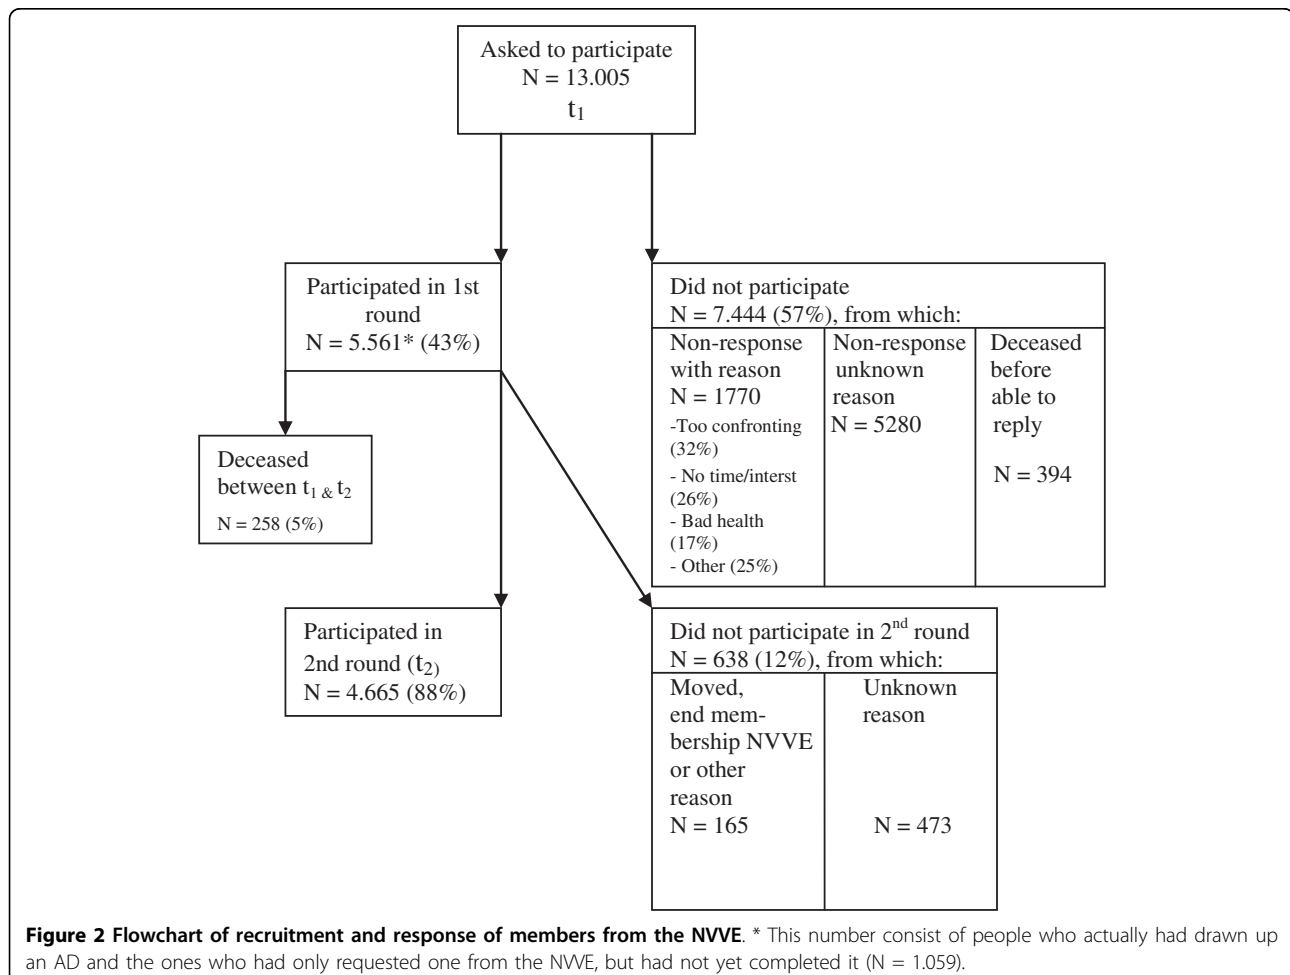 Asked to participate
N = 13.005
t1
Participated in 1st
round
N = 5.561* (43%)
Did not participate
N = 7.444 (57%), from which:
Non-response
with reason
N = 1770
-Too confronting
(32%)
- No time/interst
(26%)
- Bad health
(17%)
- Other (25%)
Non-response
unknown
reason
N = 5280
Deceased
before
able to
reply
N = 394
Deceased
between t1 & t2
N = 258 (5%)
Participated in
2nd round (t2)
N = 4.665 (88%)
Did not participate in 2nd round
N = 638 (12%), from which:
Moved,
end mem-
bership NVVE
or other
reason
N = 165
Unknown
reason
N = 473
Figure 2 Flowchart of recruitment and response of members from the NVVE. * This number consist of people who actually had drawn up
an AD and the ones who had only requested one from the NVVE, but had not yet completed it (N = 1.059).